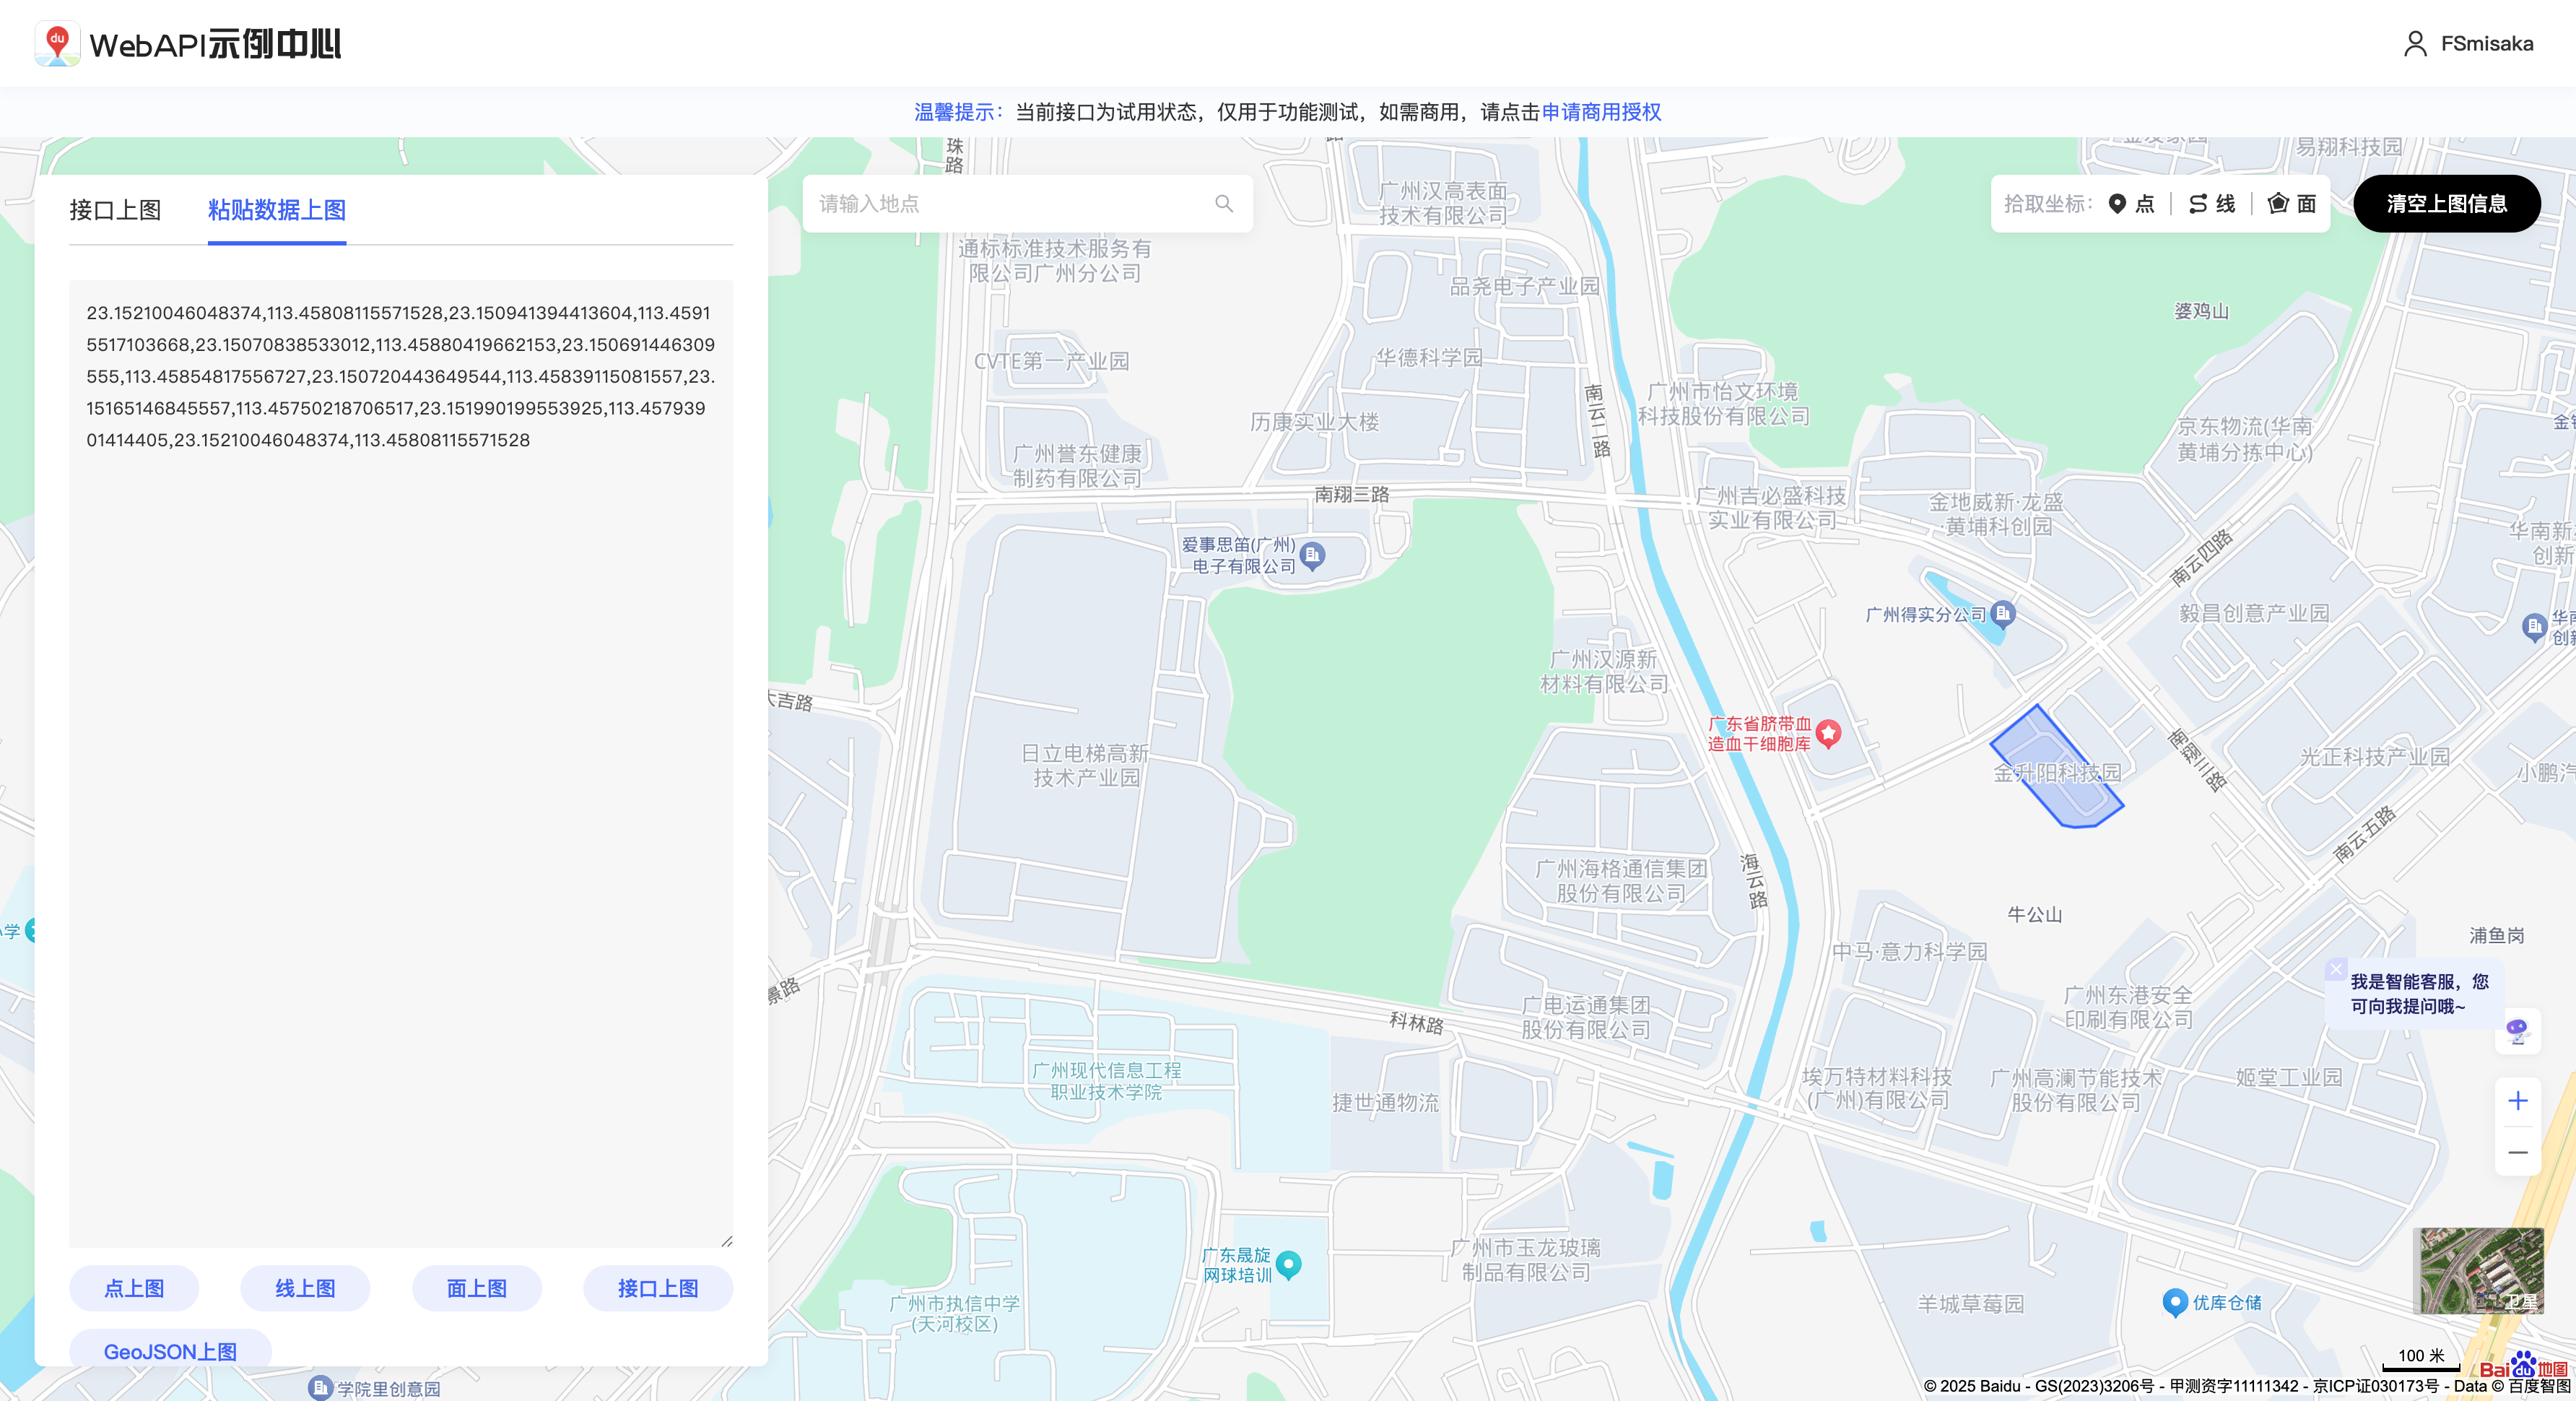 du
WebAPI示例中心
FSmisaka
温馨提示：当前接口为试用状态，仅用于功能测试，如需商用，请点击申请商用授权
接口上图
粘贴数据上图
23.15210046048374,113.45808115571528,23.150941394413604,113.4591
5517103668,23.15070838533012,113.45880419662153,23.150691446309
555,113.45854817556727,23.150720443649544,113.45839115081557,23.
15165146845557,113.45750218706517,23.151990199553925,113.457939
01414405,23.15210046048374,113.45808115571528
点上图
线上图
面上图
接口上图
GeoJSON上图
请输入地点
拾取坐标：
点
线
面
清空上图信息
珠路
广州汉高表面
技术有限公司
易翔科技园
通标标准技术服务有
限公司广州分公司
品尧电子产业园
婆鸡山
CVTE第一产业园
华德科学园
南云二路
广州市怡文环境
科技股份有限公司
历康实业大楼
京东物流(华南
黄埔分拣中心)
广州誉东健康
制药有限公司
南翔三路
广州吉必盛科技
实业有限公司
金地威新·龙盛
·黄埔科创园
华南新
创新
爱事思笛(广州)
电子有限公司
南云四路
广州得实分公司
毅昌创意产业园
华南
创新
广州汉源新
材料有限公司
大吉路
广东省脐带血
造血干细胞库
日立电梯高新
技术产业园
金升阳科技园
南翔三路
光正科技产业园
小鹏汽
南云五路
广州海格通信集团
股份有限公司
海云路
牛公山
小学
浦鱼岗
中马·意力科学园
景路
我是智能客服，您
可向我提问哦~
广州东港安全
印刷有限公司
科林路
广电运通集团
股份有限公司
广州现代信息工程
职业技术学院
捷世通物流
埃万特材料科技
(广州)有限公司
广州高澜节能技术
股份有限公司
姬堂工业园
广东晟旋
网球培训
广州市玉龙玻璃
制品有限公司
广州市执信中学
(天河校区)
羊城草莓园
优库仓储
卫星
学院里创意园
100 米
Bai du 地图
© 2025 Baidu - GS(2023)3206号 - 甲测资字11111342 - 京ICP证030173号 - Data © 百度智图